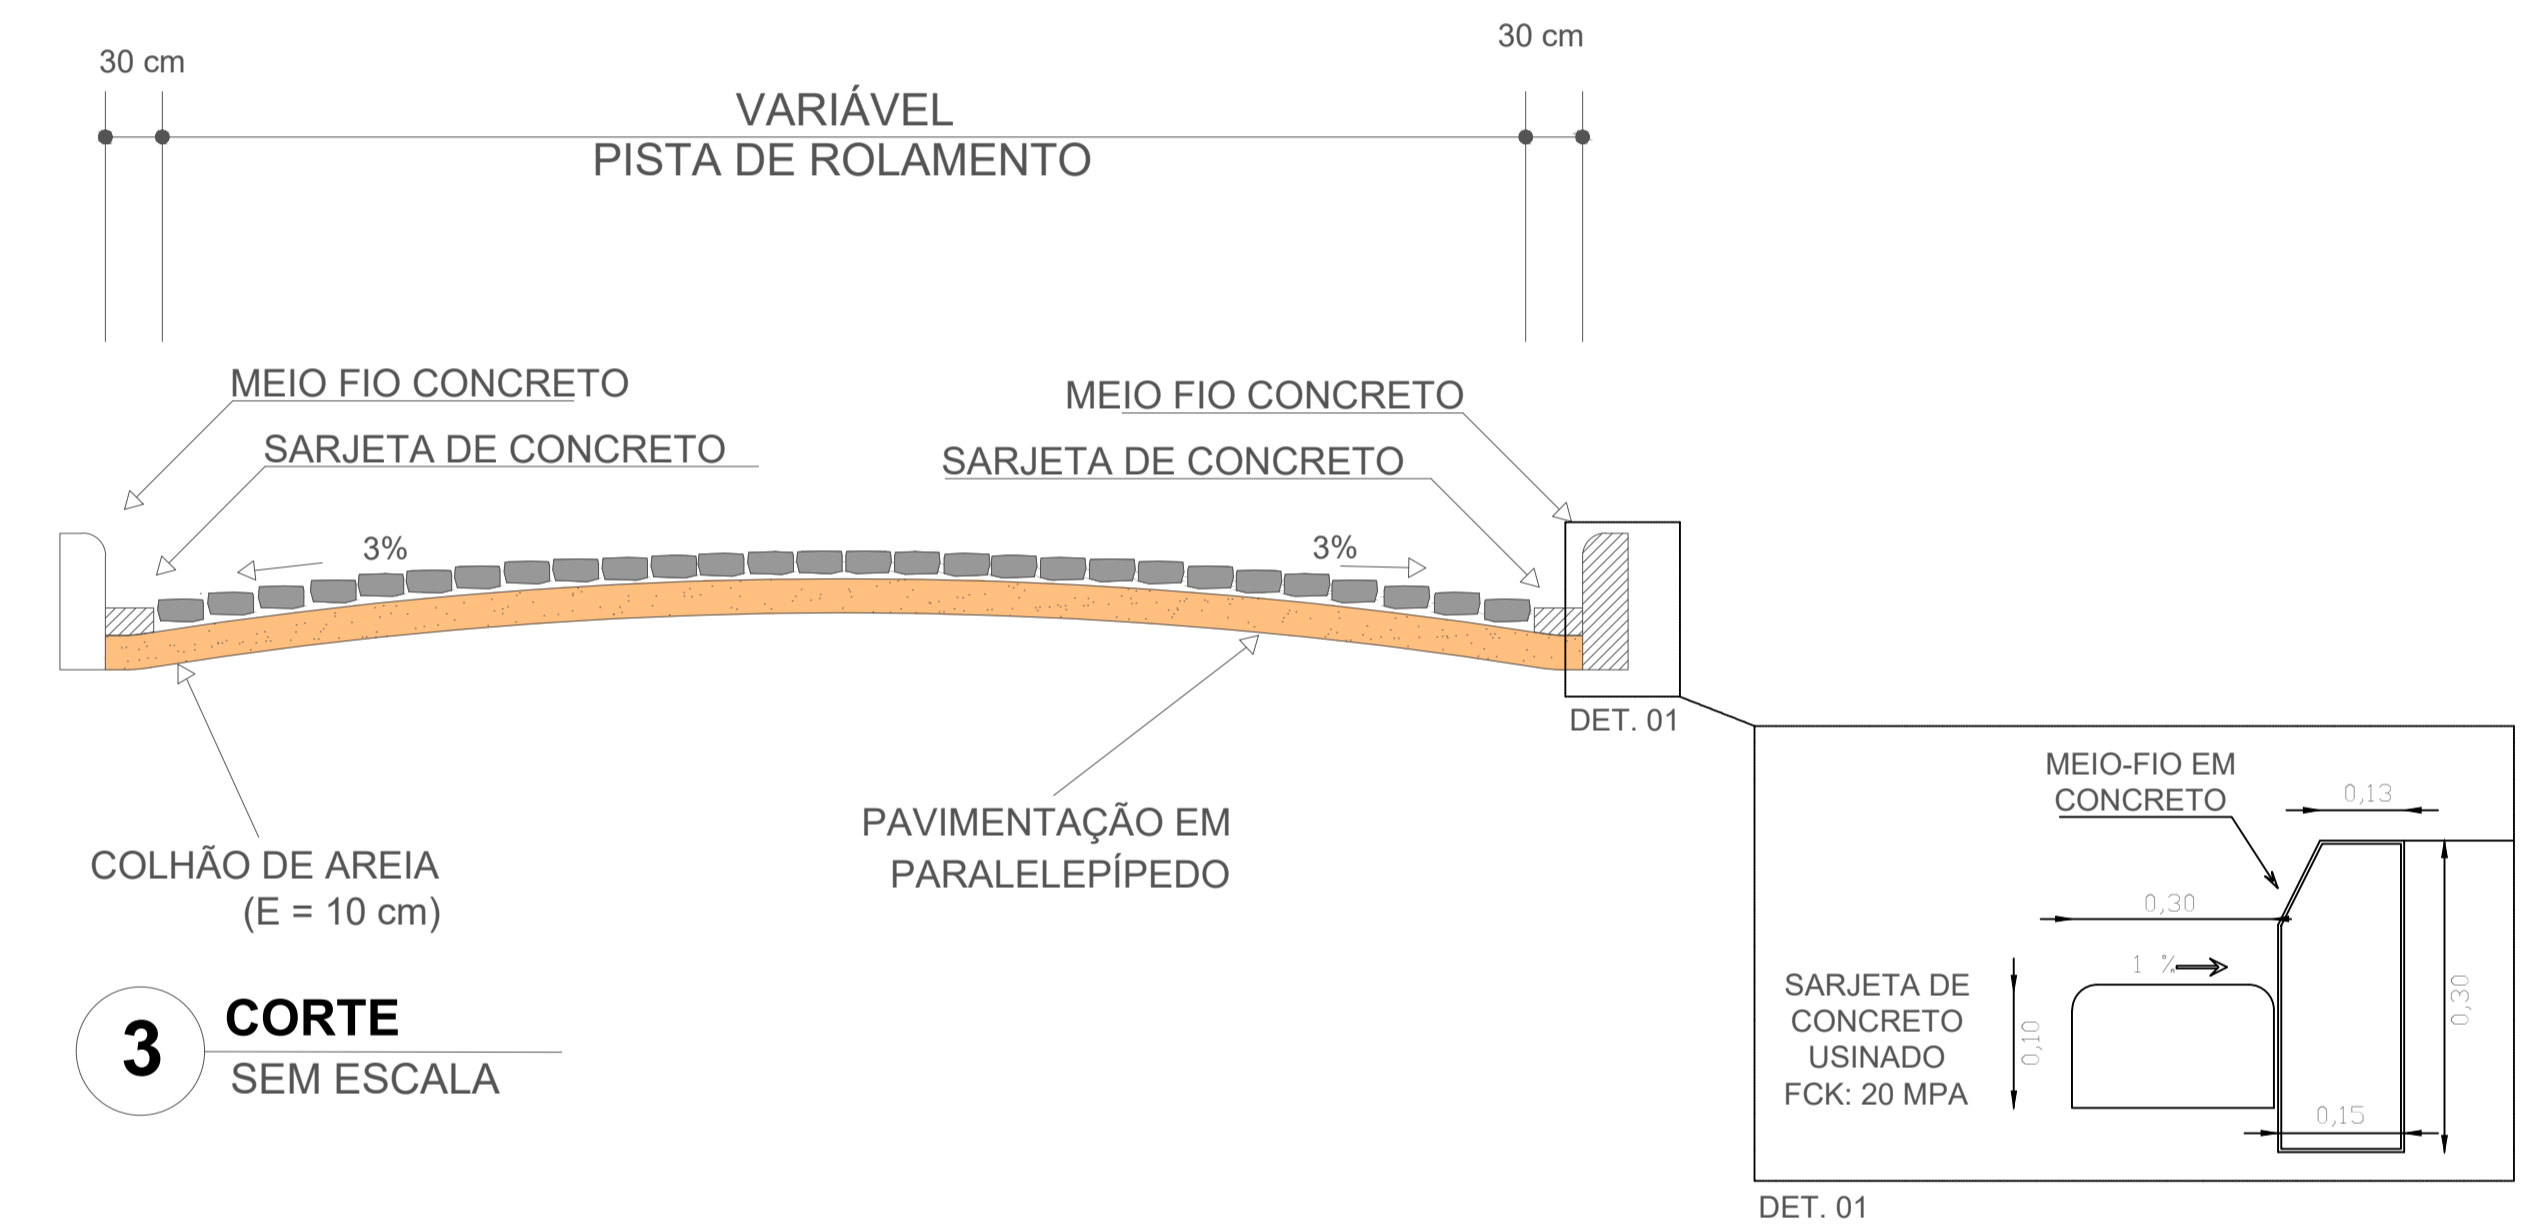 30 cm
30 cm
VARIÁVEL
PISTA DE ROLAMENTO
MEIO FIO CONCRETO
MEIO FIO CONCRETO
SARJETA DE CONCRETO
SARJETA DE CONCRETO
3%
3%
DET. 01
PAVIMENTAÇÃO EM
PARALELEPÍPEDO
COLHÃO DE AREIA
(E = 10 cm)
3
CORTE
SEM ESCALA
MEIO-FIO EM
CONCRETO
0,13
0,30
1 %
SARJETA DE
CONCRETO
USINADO
FCK: 20 MPA
0,10
0,30
0,15
DET. 01